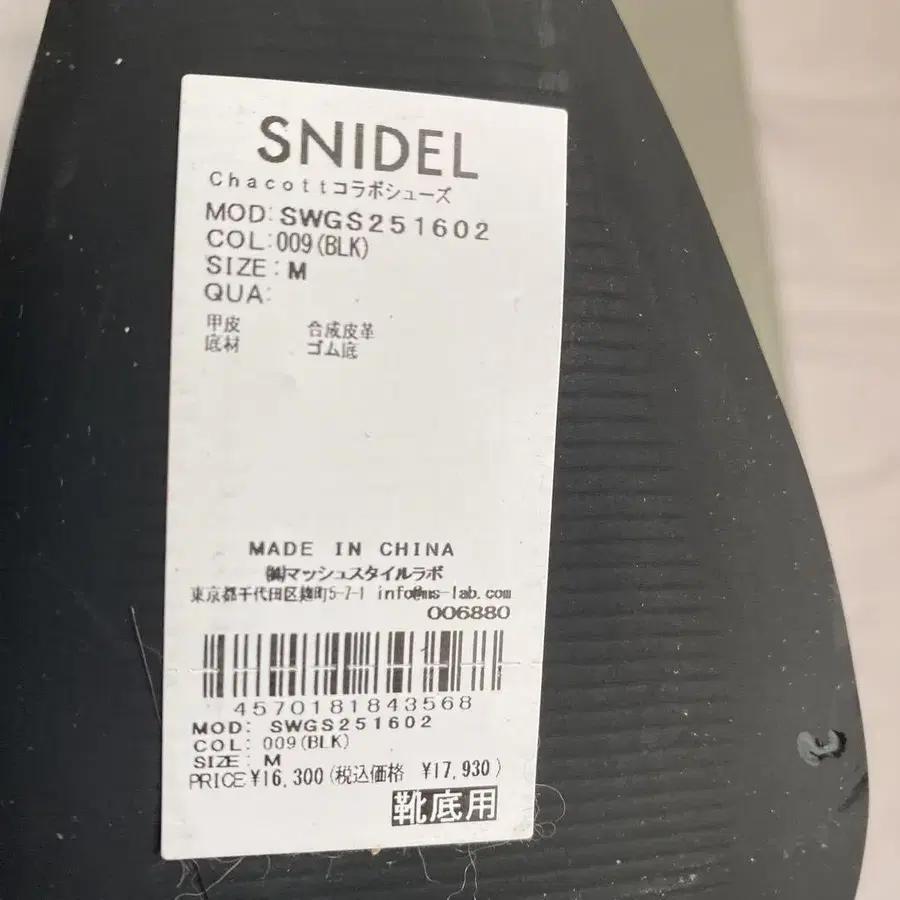 SNIDEL
Chacottコラボシューズ
MOD: SWGS251602
COL: 009(BLK)
SIZE: M
QUA:
甲皮 合成皮革
底材 ゴム底
MADE IN CHINA
㈱マッシュスタイルラボ
東京都千代田区麹町5-7-1 info@ms-lab.com
006880
4570181843568
MOD: SWGS251602
COL: 009(BLK)
SIZE: M
PRICE ¥16,300 (税込価格 ¥17,930)
靴底用